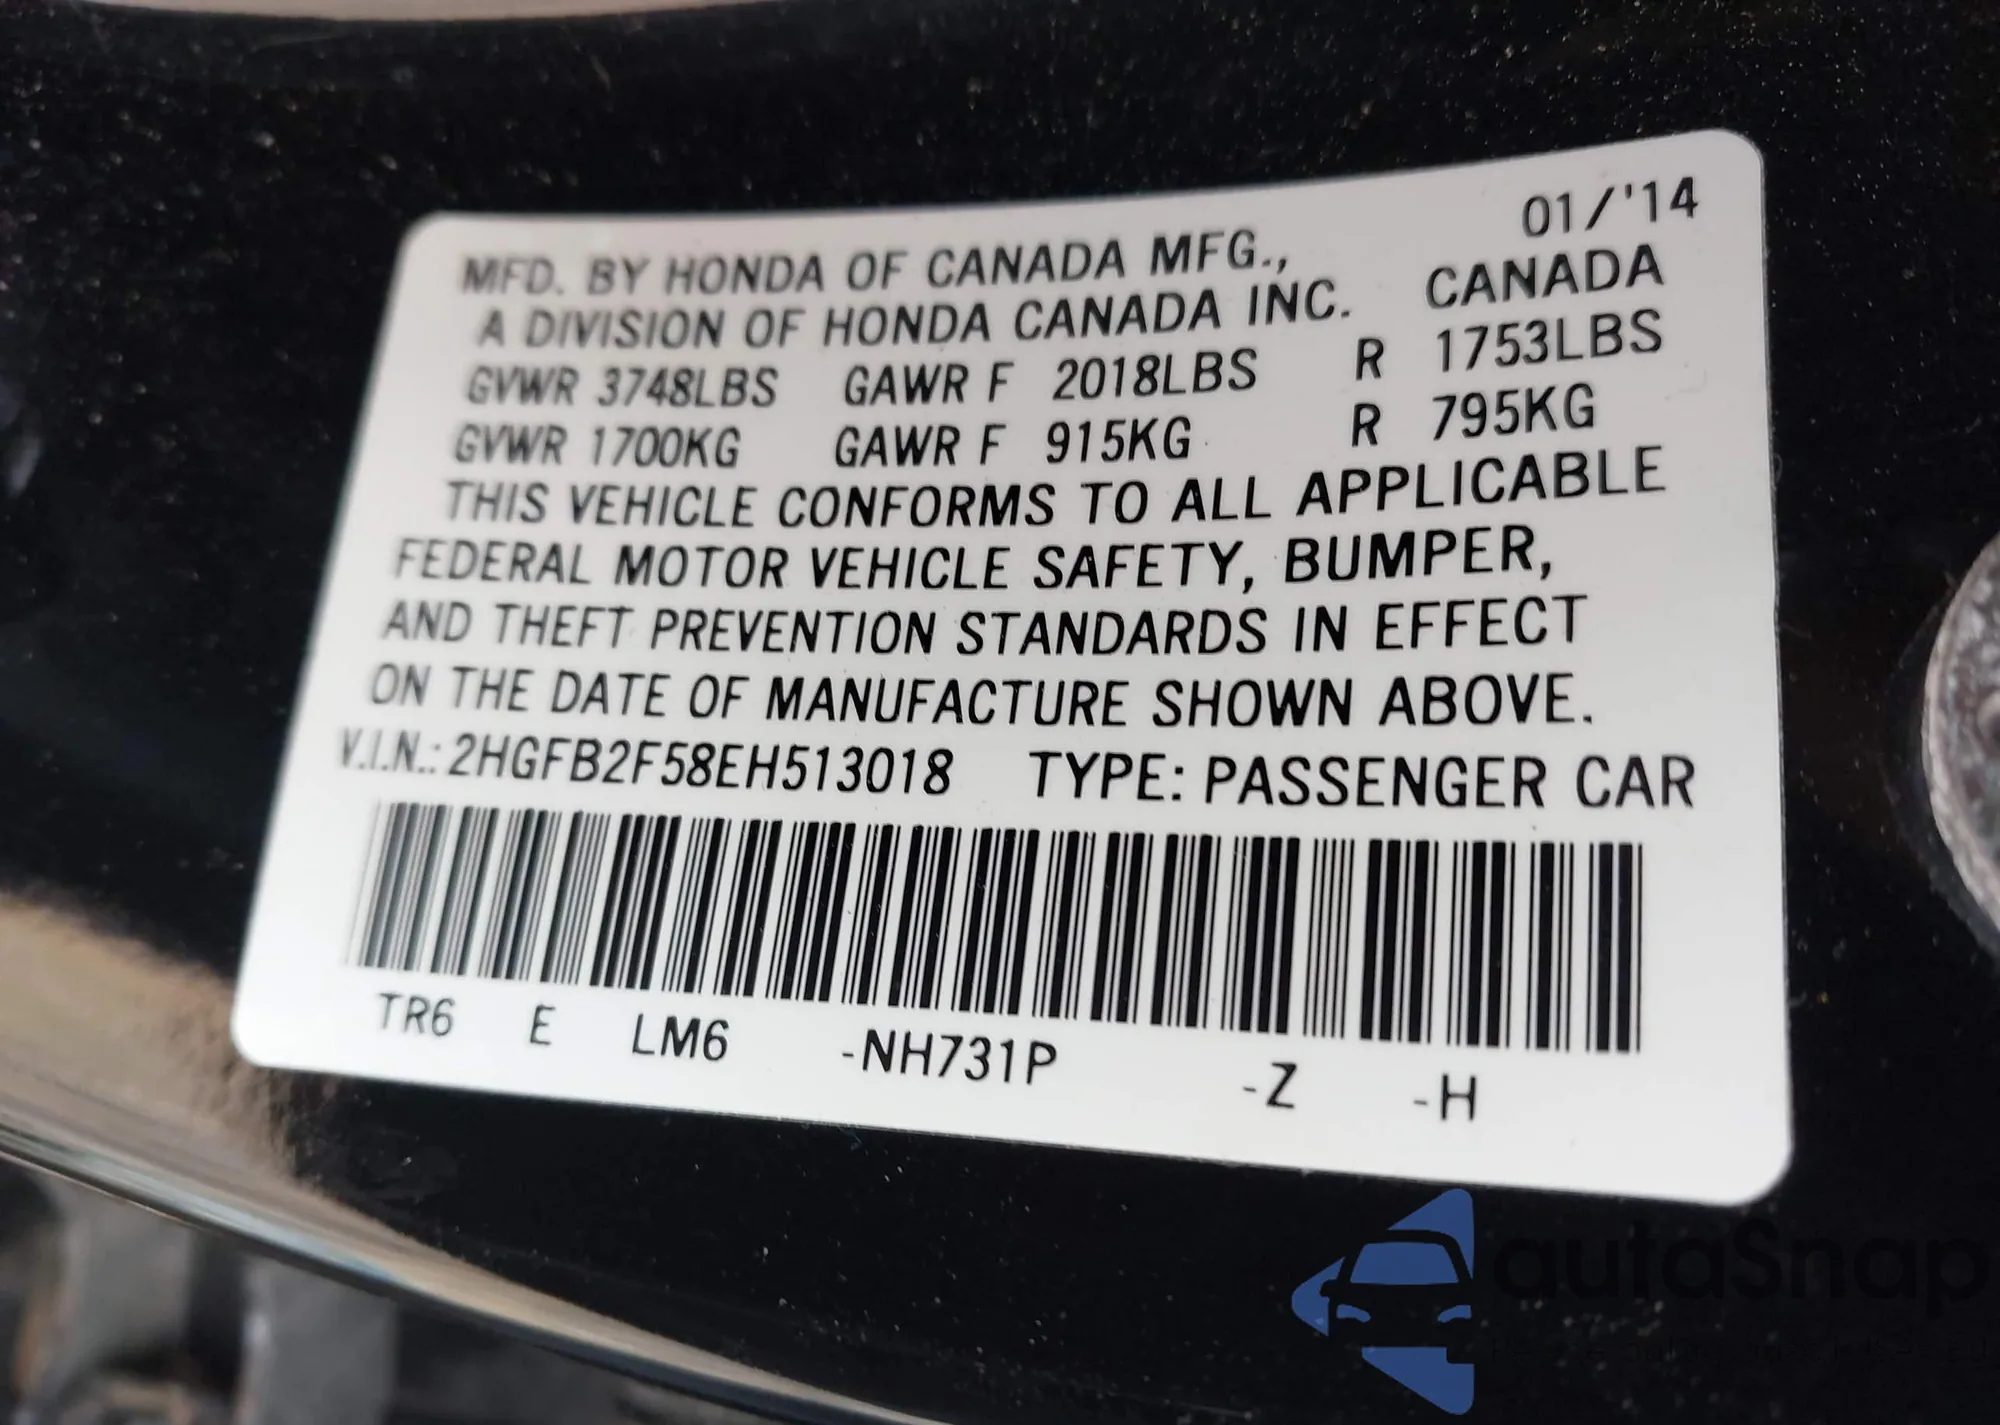 01/'14
MFD. BY HONDA OF CANADA MFG.,
A DIVISION OF HONDA CANADA INC. CANADA
GVWR 3748LBS GAWR F 2018LBS R 1753LBS
GVWR 1700KG GAWR F 915KG R 795KG
THIS VEHICLE CONFORMS TO ALL APPLICABLE
FEDERAL MOTOR VEHICLE SAFETY, BUMPER,
AND THEFT PREVENTION STANDARDS IN EFFECT
ON THE DATE OF MANUFACTURE SHOWN ABOVE.
V.I.N.: 2HGFB2F58EH513018 TYPE: PASSENGER CAR
TR6 E LM6 -NH731P -Z -H
autaSnap